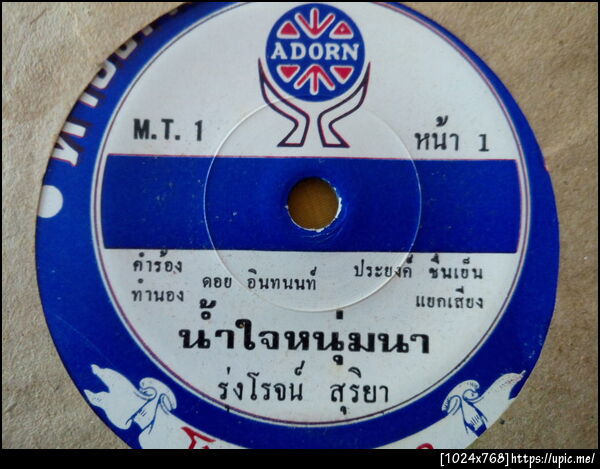 ADORN
M.T. 1
หน้า 1
คำร้อง
ทำนอง
ดอย อินทนนท์
ประยงค์ ชื่นเย็น
แยกเสียง
น้ำใจหนุ่มนา
รุ่งโรจน์ สุริยา
[1024x768]https://upic.me/